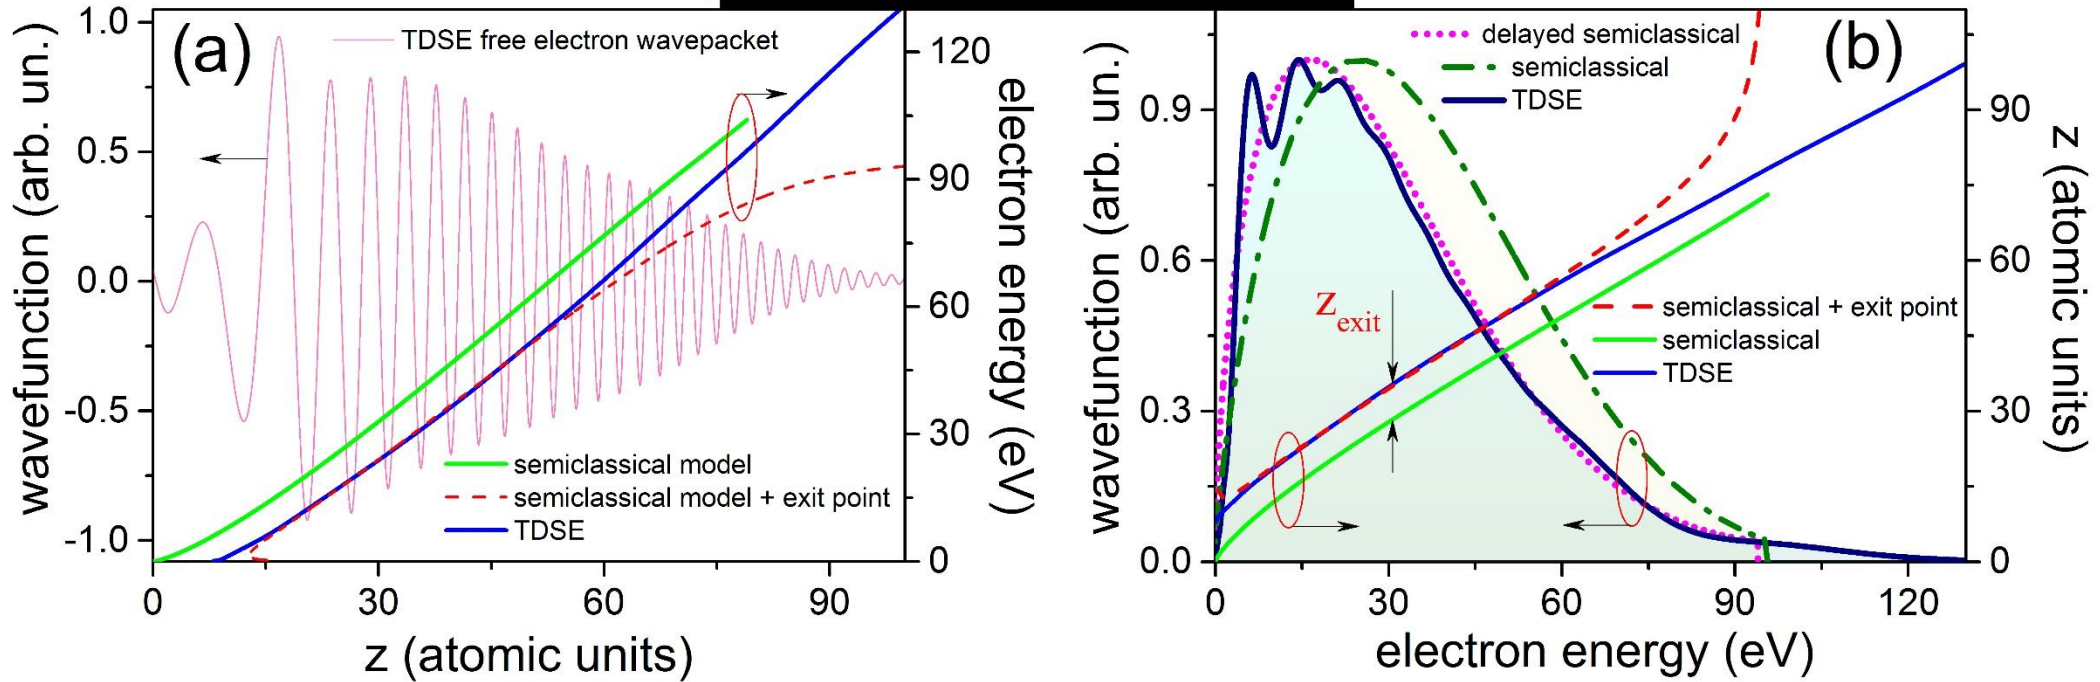 (a)
TDSE free electron wavepacket
wavefunction (arb. un.)
1.0
0.5
0.0
-0.5
-1.0
120
90
60
30
0
electron energy (eV)
semiclassical model
semiclassical model + exit point
TDSE
0 30 60 90
z (atomic units)
(b)
delayed semiclassical
semiclassical
TDSE
wavefunction (arb. un.)
0.9
0.6
0.3
0.0
90
60
30
0
z (atomic units)
zexit
semiclassical + exit point
semiclassical
TDSE
0 30 60 90 120
electron energy (eV)